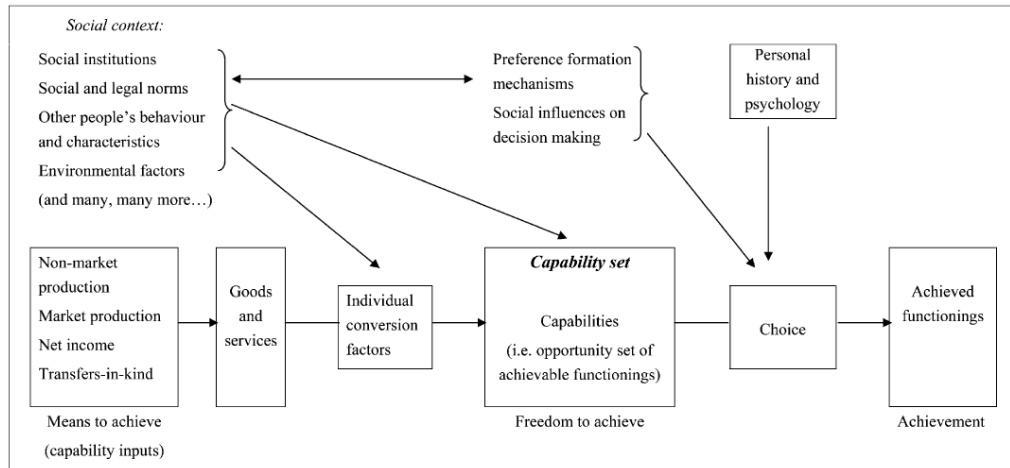 Social context:
Social institutions
Social and legal norms
Other people's behaviour
and characteristics
Environmental factors
(and many, many more…)
Preference formation
mechanisms
Social influences on
decision making
Personal
history and
psychology
Non-market
production
Market production
Net income
Transfers-in-kind
Means to achieve
(capability inputs)
Goods
and
services
Individual
conversion
factors
Capability set
Capabilities
(i.e. opportunity set of
achievable functionings)
Freedom to achieve
Choice
Achieved
functionings
Achievement